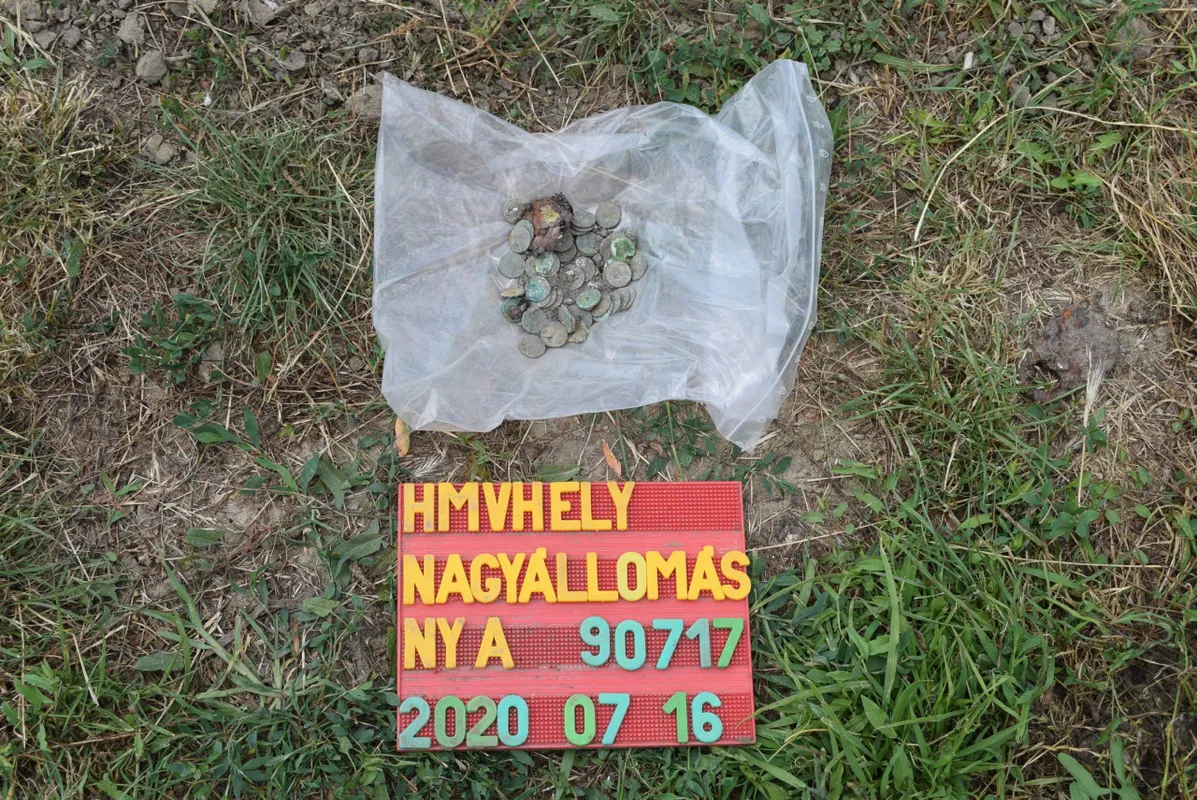 HMVHELY
NAGYÁLLOMÁS
NY A 90717
2020 07 16